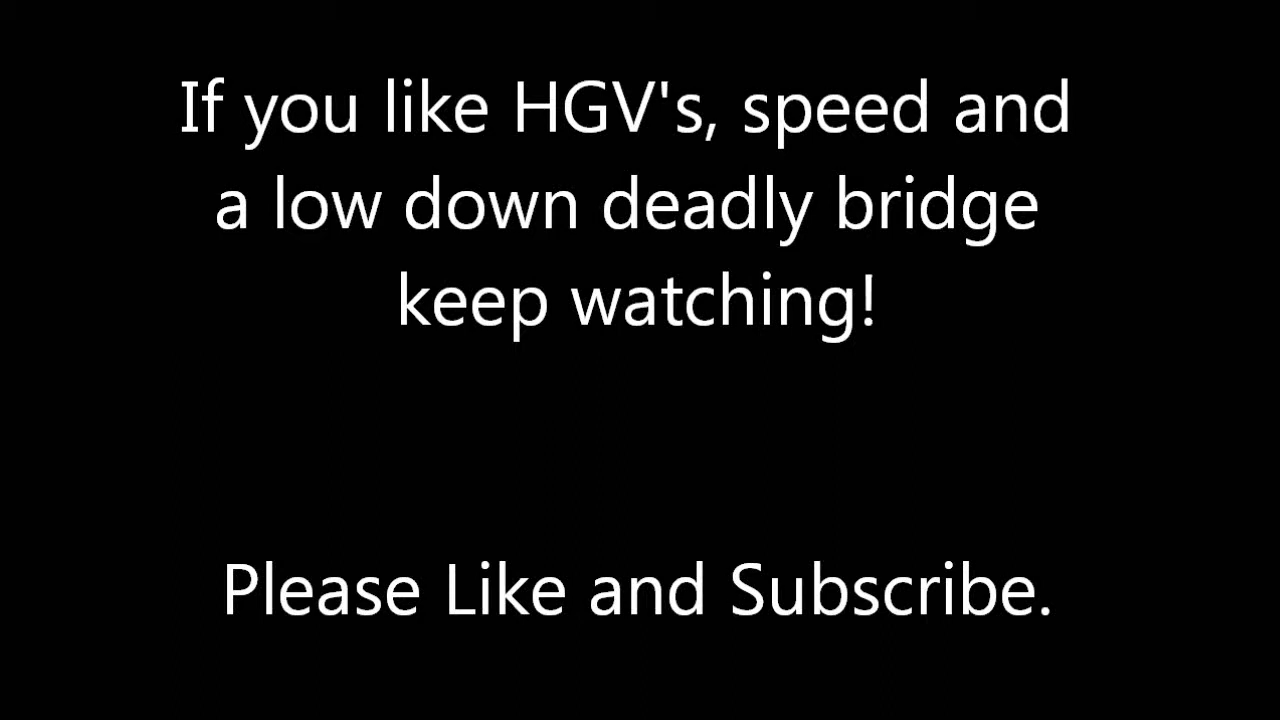 If you like HGV's, speed and
a low down deadly bridge
keep watching!
Please Like and Subscribe.